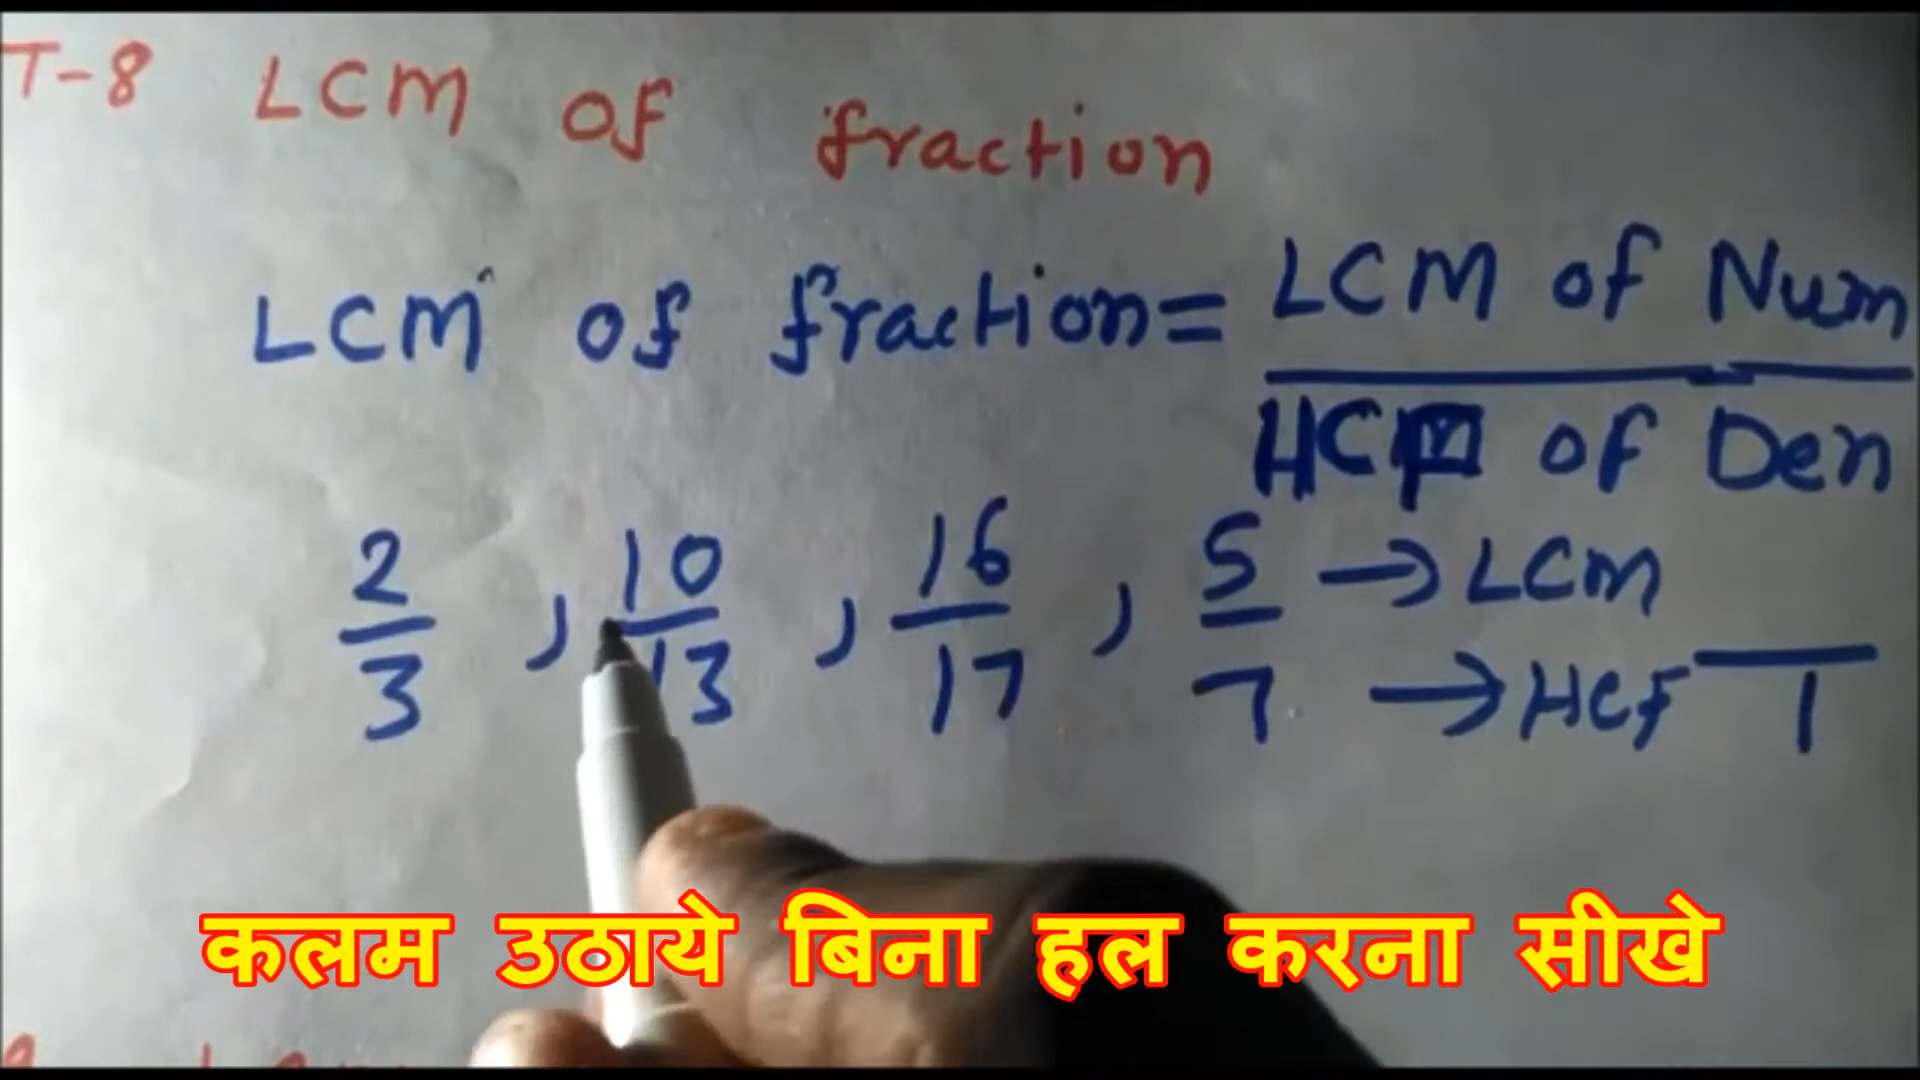 T-8 LCM of fraction
LCM of fraction = LCM of Num
HCF of Den
2 , 10 , 16 , 5 → LCM
3 13 17 7 → HCF 1
कलम उठाये बिना हल करना सीखे